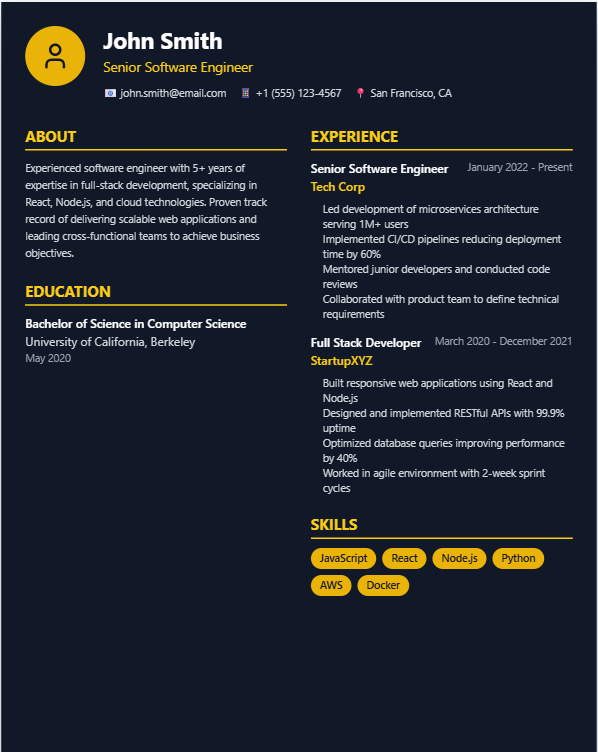 John Smith
Senior Software Engineer
john.smith@email.com +1 (555) 123-4567 San Francisco, CA
ABOUT
Experienced software engineer with 5+ years of
expertise in full-stack development, specializing in
React, Node.js, and cloud technologies. Proven track
record of delivering scalable web applications and
leading cross-functional teams to achieve business
objectives.
EDUCATION
Bachelor of Science in Computer Science
University of California, Berkeley
May 2020
EXPERIENCE
Senior Software Engineer January 2022 - Present
Tech Corp
Led development of microservices architecture
serving 1M+ users
Implemented CI/CD pipelines reducing deployment
time by 60%
Mentored junior developers and conducted code
reviews
Collaborated with product team to define technical
requirements
Full Stack Developer March 2020 - December 2021
StartupXYZ
Built responsive web applications using React and
Node.js
Designed and implemented RESTful APIs with 99.9%
uptime
Optimized database queries improving performance
by 40%
Worked in agile environment with 2-week sprint
cycles
SKILLS
JavaScript React Node.js Python
AWS Docker